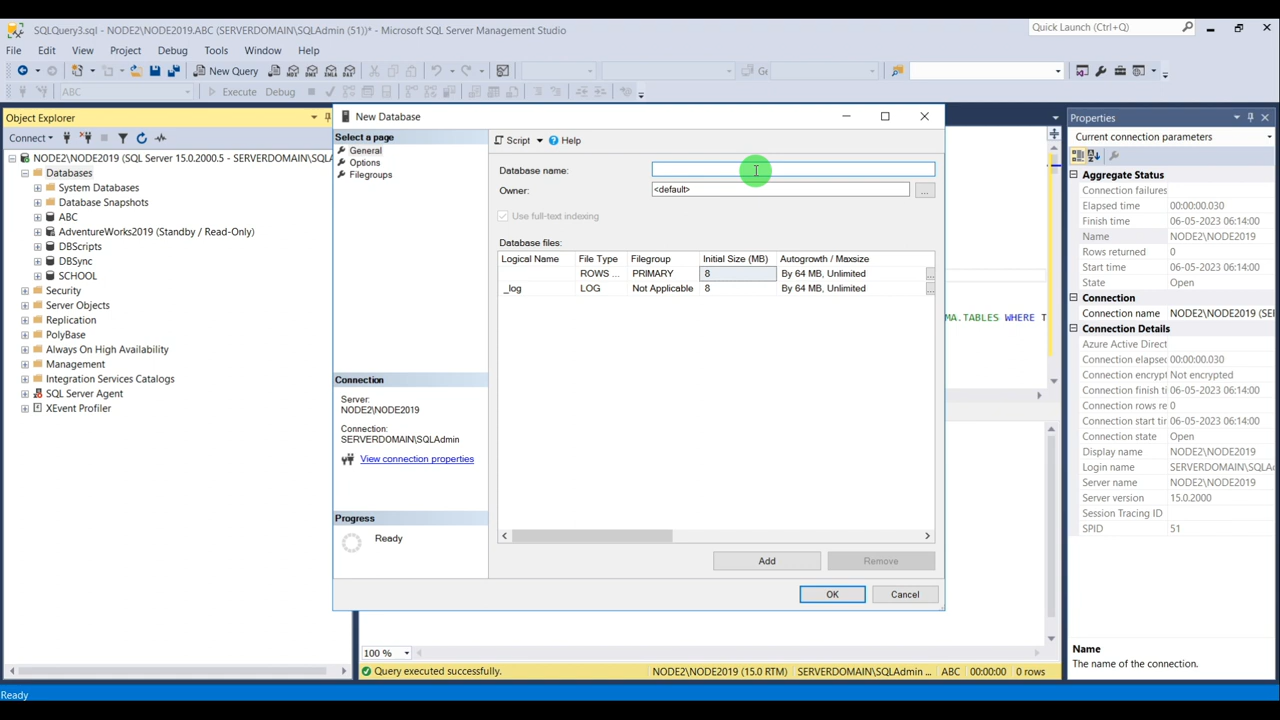 SQLQuery3.sql - NODE2\NODE2019.ABC (SERVERDOMAIN\SQLAdmin (51))* - Microsoft SQL Server Management Studio
Quick Launch (Ctrl+Q)
File Edit View Project Debug Tools Window Help
New Query
MDX DMX XMLA DAX
ABC Execute Debug
Object Explorer
Connect
NODE2\NODE2019 (SQL Server 15.0.2000.5 - SERVERDOMAIN\SQLA
Databases
System Databases
Database Snapshots
ABC
AdventureWorks2019 (Standby / Read-Only)
DBScripts
DBSync
SCHOOL
Security
Server Objects
Replication
PolyBase
Always On High Availability
Management
Integration Services Catalogs
SQL Server Agent
XEvent Profiler
New Database
Select a page
General
Options
Filegroups
Connection
Server:
NODE2\NODE2019
Connection:
SERVERDOMAIN\SQLAdmin
View connection properties
Progress
Ready
Script Help
Database name:
Owner: <default> ...
Use full-text indexing
Database files:
Logical Name File Type Filegroup Initial Size (MB) Autogrowth / Maxsize
ROWS ... PRIMARY 8 By 64 MB, Unlimited ...
_log LOG Not Applicable 8 By 64 MB, Unlimited ...
Add Remove
OK Cancel
MA.TABLES WHERE T
100 %
Query executed successfully. NODE2\NODE2019 (15.0 RTM) SERVERDOMAIN\SQLAdmin ... ABC 00:00:00 0 rows
Properties
Current connection parameters
Aggregate Status
Connection failures
Elapsed time 00:00:00.030
Finish time 06-05-2023 06:14:00
Name NODE2\NODE2019
Rows returned 0
Start time 06-05-2023 06:14:00
State Open
Connection
Connection name NODE2\NODE2019 (SEI
Connection Details
Azure Active Direct
Connection elapsec 00:00:00.030
Connection encrypt Not encrypted
Connection finish ti 06-05-2023 06:14:00
Connection rows re 0
Connection start tir 06-05-2023 06:14:00
Connection state Open
Display name NODE2\NODE2019
Login name SERVERDOMAIN\SQLA
Server name NODE2\NODE2019
Server version 15.0.2000
Session Tracing ID
SPID 51
Name
The name of the connection.
Ready